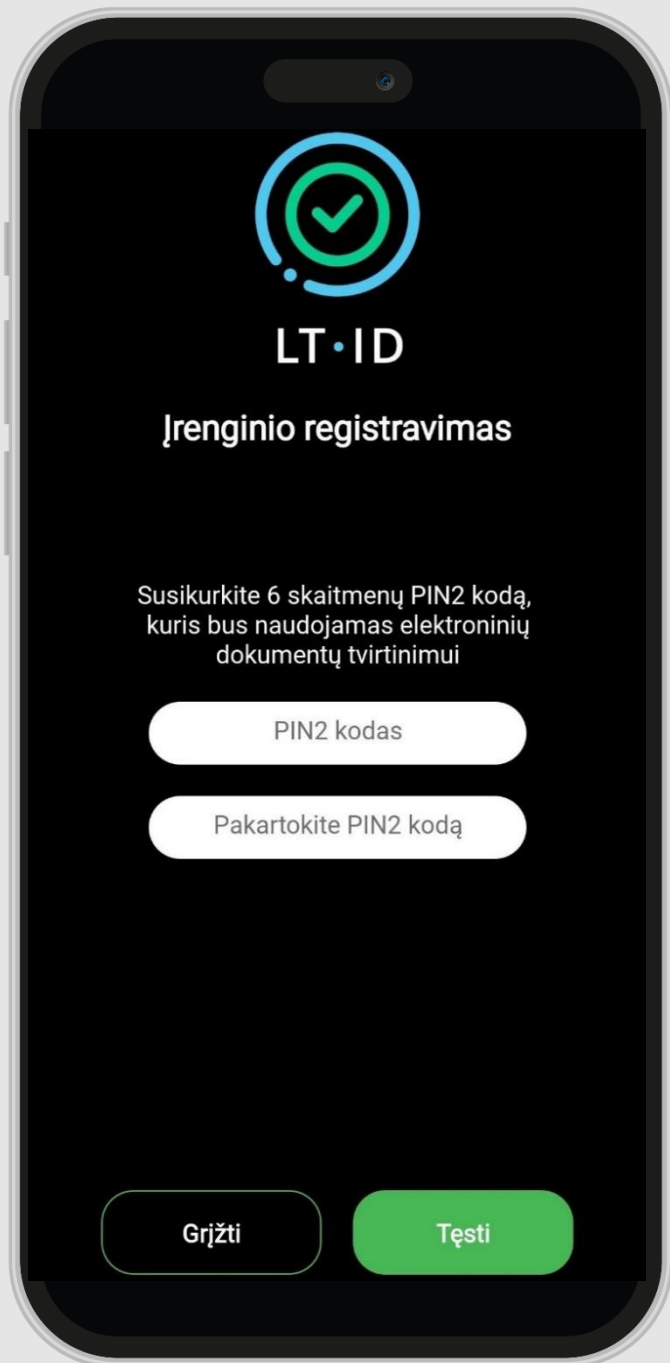 LT·ID
Įrenginio registravimas
Susikurkite 6 skaitmenų PIN2 kodą,
kuris bus naudojamas elektroninių
dokumentų tvirtinimui
PIN2 kodas
Pakartokite PIN2 kodą
Grįžti
Tęsti